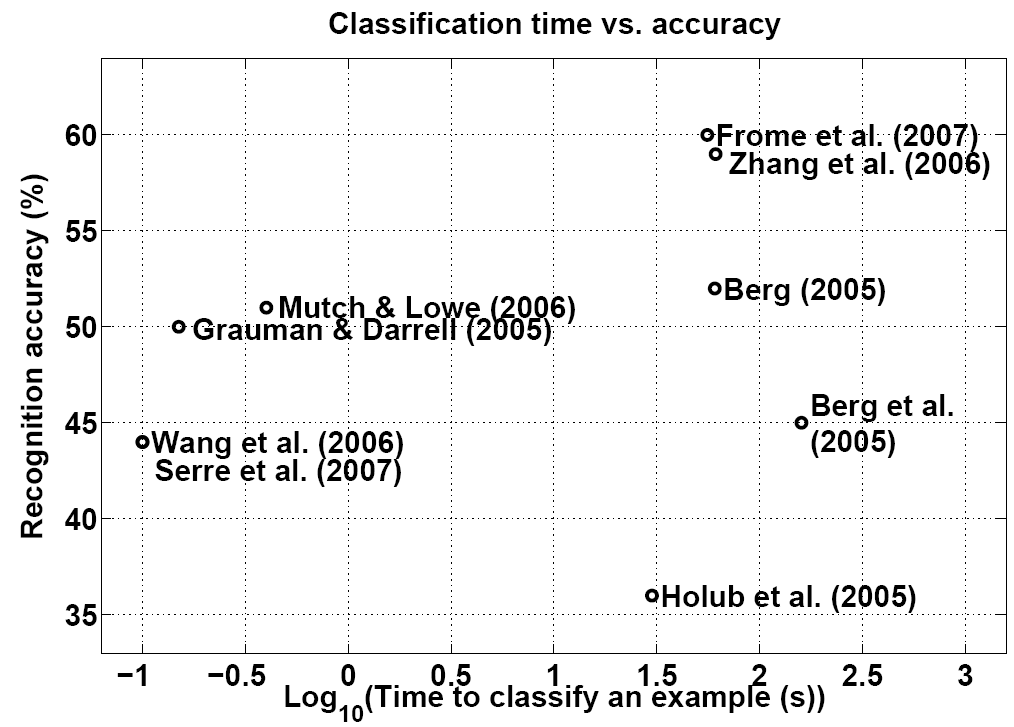 Classification time vs. accuracy
Recognition accuracy (%)
60
55
50
45
40
35
Frome et al. (2007)
Zhang et al. (2006)
Berg (2005)
Mutch & Lowe (2006)
Grauman & Darrell (2005)
Berg et al.
(2005)
Wang et al. (2006)
Serre et al. (2007)
Holub et al. (2005)
−1 −0.5 0 0.5 1 1.5 2 2.5 3
Log10(Time to classify an example (s))